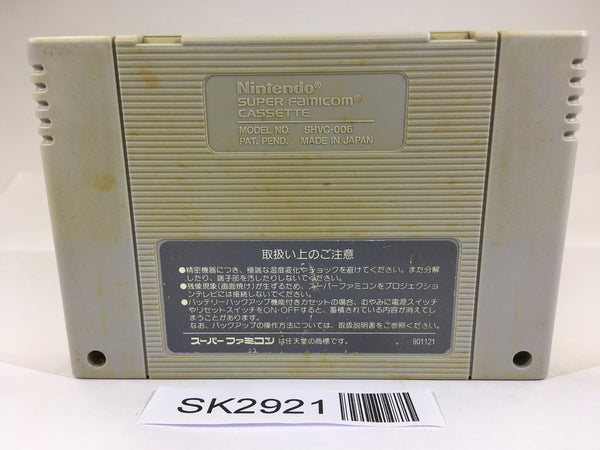 Nintendo®
SUPER FAMICOM®
CASSETTE
MODEL NO. SHVC-006
PAT. PEND. MADE IN JAPAN
取扱い上のご注意
●精密機器につき、極端な温度変化やショックを避けてください。また分解
したり、端子部を汚したりしないでください。
●残像現象(画面焼け)が生ずるため、スーパーファミコンをプロジェクショ
ンテレビには接続しないでください。
●バッテリーバックアップ機能付きカセットの場合、むやみに電源スイッチ
やリセットスイッチをON・OFFすると、蓄積されている内容が消えてし
まうことがあります。
なお、バックアップの操作方法については、取扱説明書をご参照ください。
スーパーファミコン は任天堂の商標です。 901121
SK2921